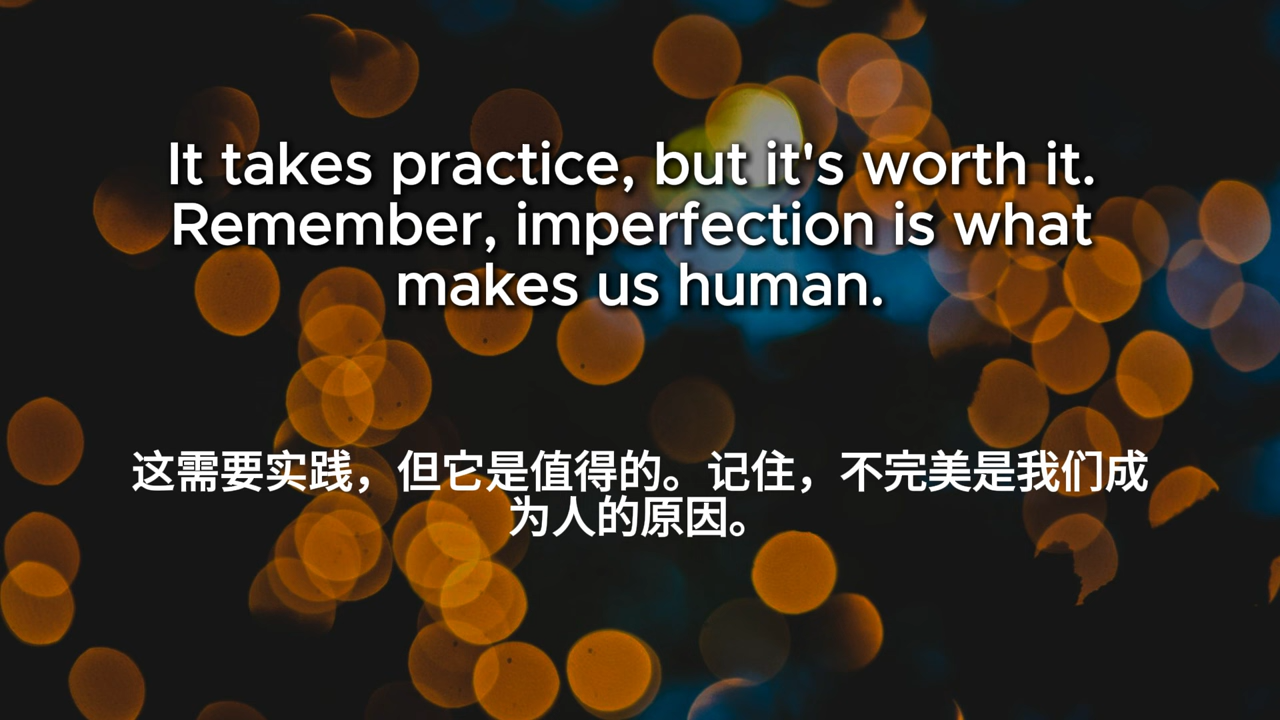 It takes practice, but it's worth it.
Remember, imperfection is what
makes us human.
这需要实践，但它是值得的。记住，不完美是我们成
为人的原因。